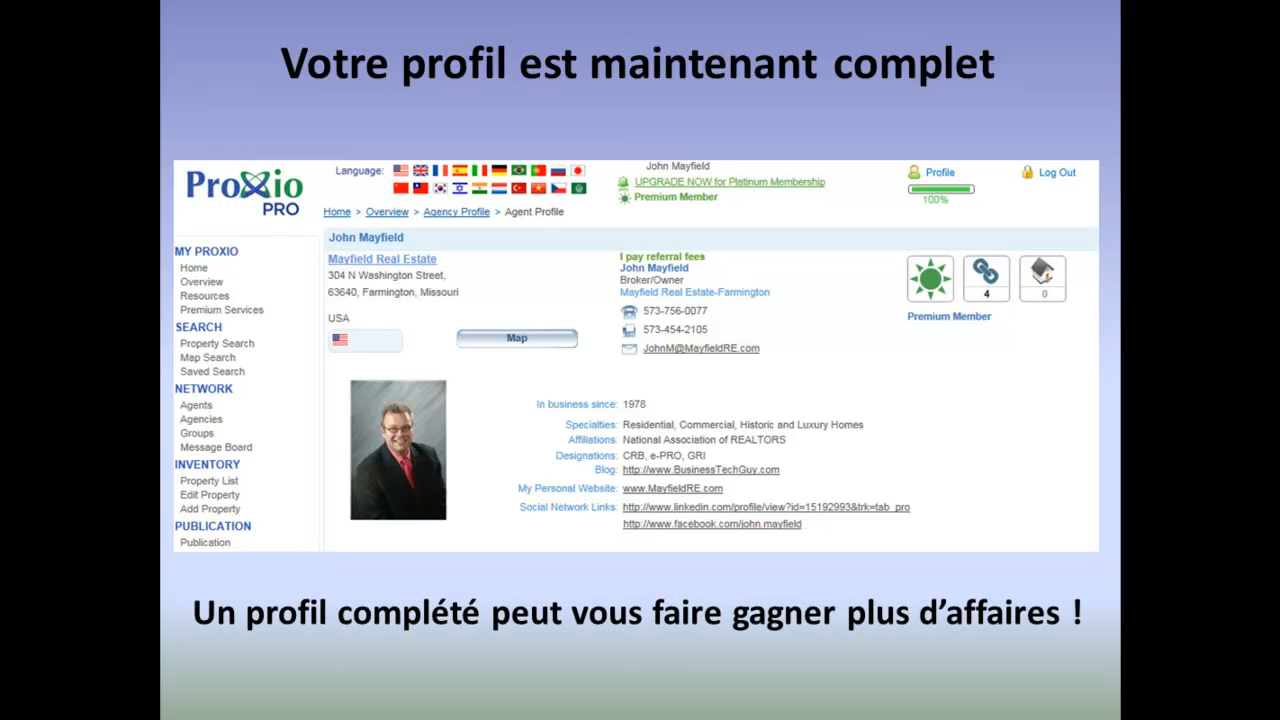 Votre profil est maintenant complet
Proxio
PRO
Language:
John Mayfield
UPGRADE NOW for Platinum Membership
Premium Member
Profile
100%
Log Out
Home > Overview > Agency Profile > Agent Profile
MY PROXIO
Home
Overview
Resources
Premium Services
SEARCH
Property Search
Map Search
Saved Search
NETWORK
Agents
Agencies
Groups
Message Board
INVENTORY
Property List
Edit Property
Add Property
PUBLICATION
Publication
John Mayfield
Mayfield Real Estate
304 N Washington Street,
63640, Farmington, Missouri
USA
Map
I pay referral fees
John Mayfield
Broker/Owner
Mayfield Real Estate-Farmington
573-756-0077
573-454-2105
JohnM@MayfieldRE.com
4
0
Premium Member
In business since: 1978
Specialties: Residential, Commercial, Historic and Luxury Homes
Affiliations: National Association of REALTORS
Designations: CRB, e-PRO, GRI
Blog: http://www.BusinessTechGuy.com
My Personal Website: www.MayfieldRE.com
Social Network Links: http://www.linkedin.com/profile/view?id=15192993&trk=tab_pro
http://www.facebook.com/john.mayfield
Un profil complété peut vous faire gagner plus d’affaires !